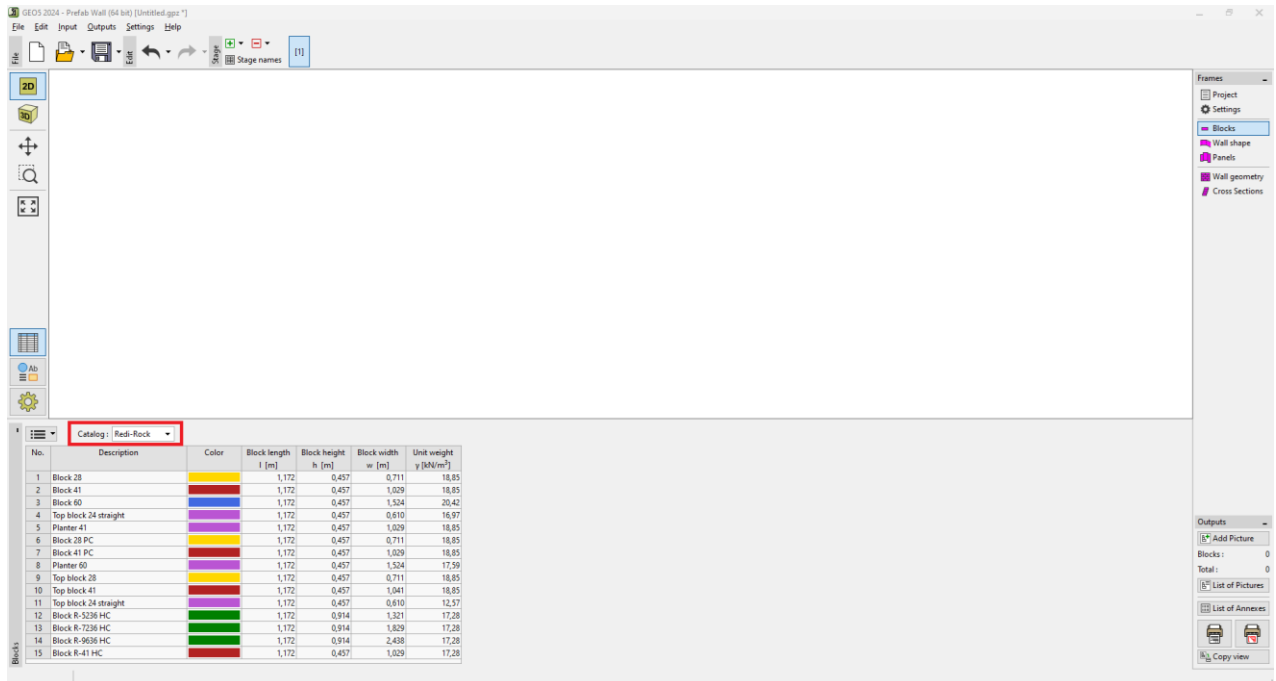 GEO5 2024 - Prefab Wall (64 bit) [Untitled.gpz *]
File Edit Input Outputs Settings Help
File
Edit
Stage
Stage names
[1]
2D
3D
Ab
Frames
Project
Settings
Blocks
Wall shape
Panels
Wall geometry
Cross Sections
Catalog : Redi-Rock
No. Description Color Block length Block height Block width Unit weight
l [m] h [m] w [m] γ [kN/m³]
1 Block 28 1,172 0,457 0,711 18,85
2 Block 41 1,172 0,457 1,029 18,85
3 Block 60 1,172 0,457 1,524 20,42
4 Top block 24 straight 1,172 0,457 0,610 16,97
5 Planter 41 1,172 0,457 1,029 18,85
6 Block 28 PC 1,172 0,457 0,711 18,85
7 Block 41 PC 1,172 0,457 1,029 18,85
8 Planter 60 1,172 0,457 1,524 17,59
9 Top block 28 1,172 0,457 0,711 18,85
10 Top block 41 1,172 0,457 1,041 18,85
11 Top block 24 straight 1,172 0,457 0,610 12,57
12 Block R-5236 HC 1,172 0,914 1,321 17,28
13 Block R-7236 HC 1,172 0,914 1,829 17,28
14 Block R-9636 HC 1,172 0,914 2,438 17,28
15 Block R-41 HC 1,172 0,457 1,029 17,28
Blocks
Outputs
Add Picture
Blocks : 0
Total : 0
List of Pictures
List of Annexes
Copy view